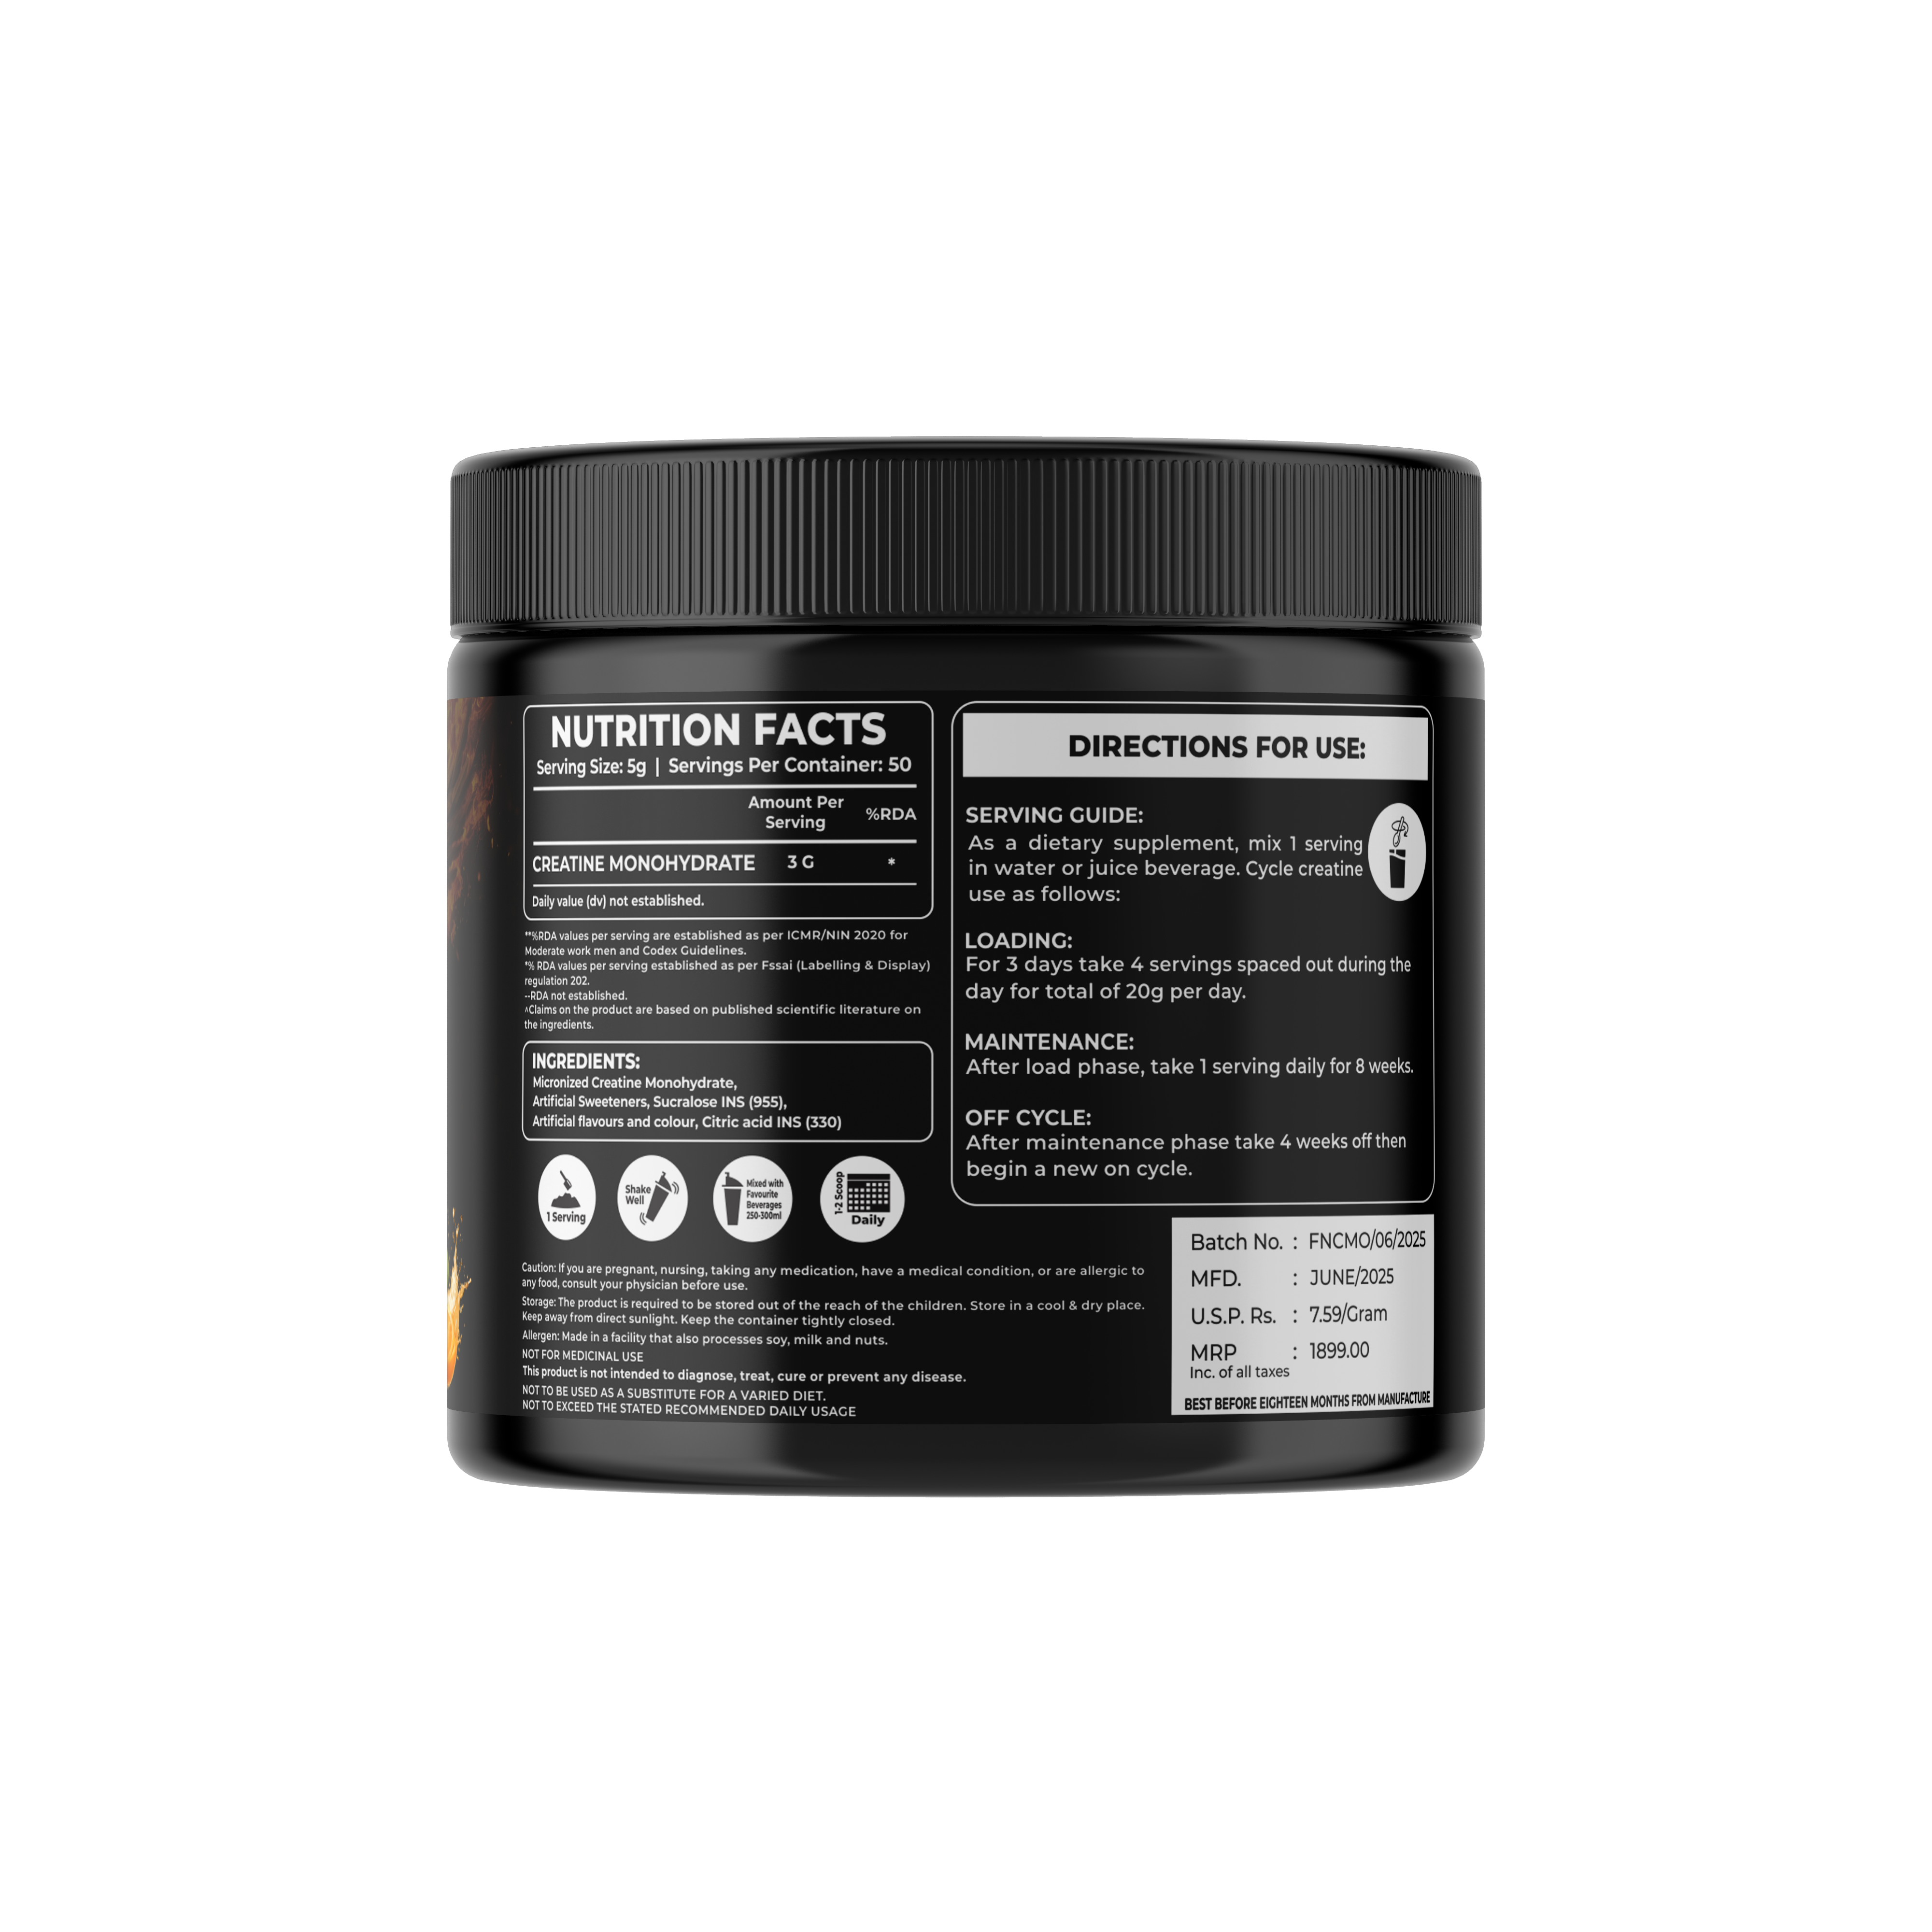 NUTRITION FACTS
Serving Size: 5g | Servings Per Container: 50
Amount Per
Serving
%RDA
CREATINE MONOHYDRATE 3 G *
Daily value (dv) not established.
**%RDA values per serving are established as per ICMR/NIN 2020 for
Moderate work men and Codex Guidelines.
*% RDA values per serving established as per Fssai (Labelling & Display)
regulation 202.
--RDA not established.
^Claims on the product are based on published scientific literature on
the ingredients.
INGREDIENTS:
Micronized Creatine Monohydrate,
Artificial Sweeteners, Sucralose INS (955),
Artificial flavours and colour, Citric acid INS (330)
1 Serving
Shake
Well
Mixed with
Favourite
Beverages
250-300ml
1-2 Scoop
Daily
Caution: If you are pregnant, nursing, taking any medication, have a medical condition, or are allergic to
any food, consult your physician before use.
Storage: The product is required to be stored out of the reach of the children. Store in a cool & dry place.
Keep away from direct sunlight. Keep the container tightly closed.
Allergen: Made in a facility that also processes soy, milk and nuts.
NOT FOR MEDICINAL USE
This product is not intended to diagnose, treat, cure or prevent any disease.
NOT TO BE USED AS A SUBSTITUTE FOR A VARIED DIET.
NOT TO EXCEED THE STATED RECOMMENDED DAILY USAGE
DIRECTIONS FOR USE:
SERVING GUIDE:
As a dietary supplement, mix 1 serving
in water or juice beverage. Cycle creatine
use as follows:
LOADING:
For 3 days take 4 servings spaced out during the
day for total of 20g per day.
MAINTENANCE:
After load phase, take 1 serving daily for 8 weeks.
OFF CYCLE:
After maintenance phase take 4 weeks off then
begin a new on cycle.
Batch No. : FNCMO/06/2025
MFD. : JUNE/2025
U.S.P. Rs. : 7.59/Gram
MRP : 1899.00
Inc. of all taxes
BEST BEFORE EIGHTEEN MONTHS FROM MANUFACTURE